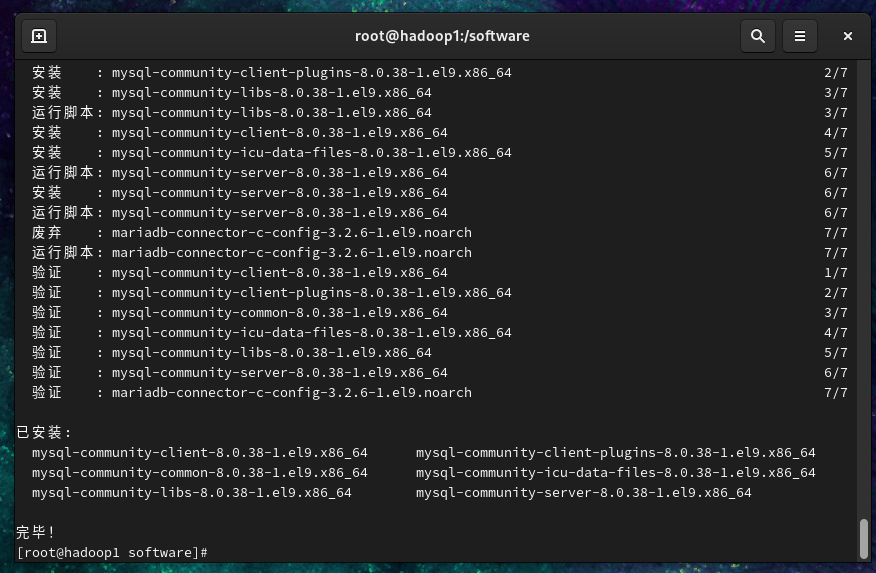 root@hadoop1:/software
安装 : mysql-community-client-plugins-8.0.38-1.el9.x86_64 2/7
安装 : mysql-community-libs-8.0.38-1.el9.x86_64 3/7
运行脚本: mysql-community-libs-8.0.38-1.el9.x86_64 3/7
安装 : mysql-community-client-8.0.38-1.el9.x86_64 4/7
安装 : mysql-community-icu-data-files-8.0.38-1.el9.x86_64 5/7
运行脚本: mysql-community-server-8.0.38-1.el9.x86_64 6/7
安装 : mysql-community-server-8.0.38-1.el9.x86_64 6/7
运行脚本: mysql-community-server-8.0.38-1.el9.x86_64 6/7
废弃 : mariadb-connector-c-config-3.2.6-1.el9.noarch 7/7
运行脚本: mariadb-connector-c-config-3.2.6-1.el9.noarch 7/7
验证 : mysql-community-client-8.0.38-1.el9.x86_64 1/7
验证 : mysql-community-client-plugins-8.0.38-1.el9.x86_64 2/7
验证 : mysql-community-common-8.0.38-1.el9.x86_64 3/7
验证 : mysql-community-icu-data-files-8.0.38-1.el9.x86_64 4/7
验证 : mysql-community-libs-8.0.38-1.el9.x86_64 5/7
验证 : mysql-community-server-8.0.38-1.el9.x86_64 6/7
验证 : mariadb-connector-c-config-3.2.6-1.el9.noarch 7/7
已安装:
mysql-community-client-8.0.38-1.el9.x86_64 mysql-community-client-plugins-8.0.38-1.el9.x86_64
mysql-community-common-8.0.38-1.el9.x86_64 mysql-community-icu-data-files-8.0.38-1.el9.x86_64
mysql-community-libs-8.0.38-1.el9.x86_64 mysql-community-server-8.0.38-1.el9.x86_64
完毕!
[root@hadoop1 software]#